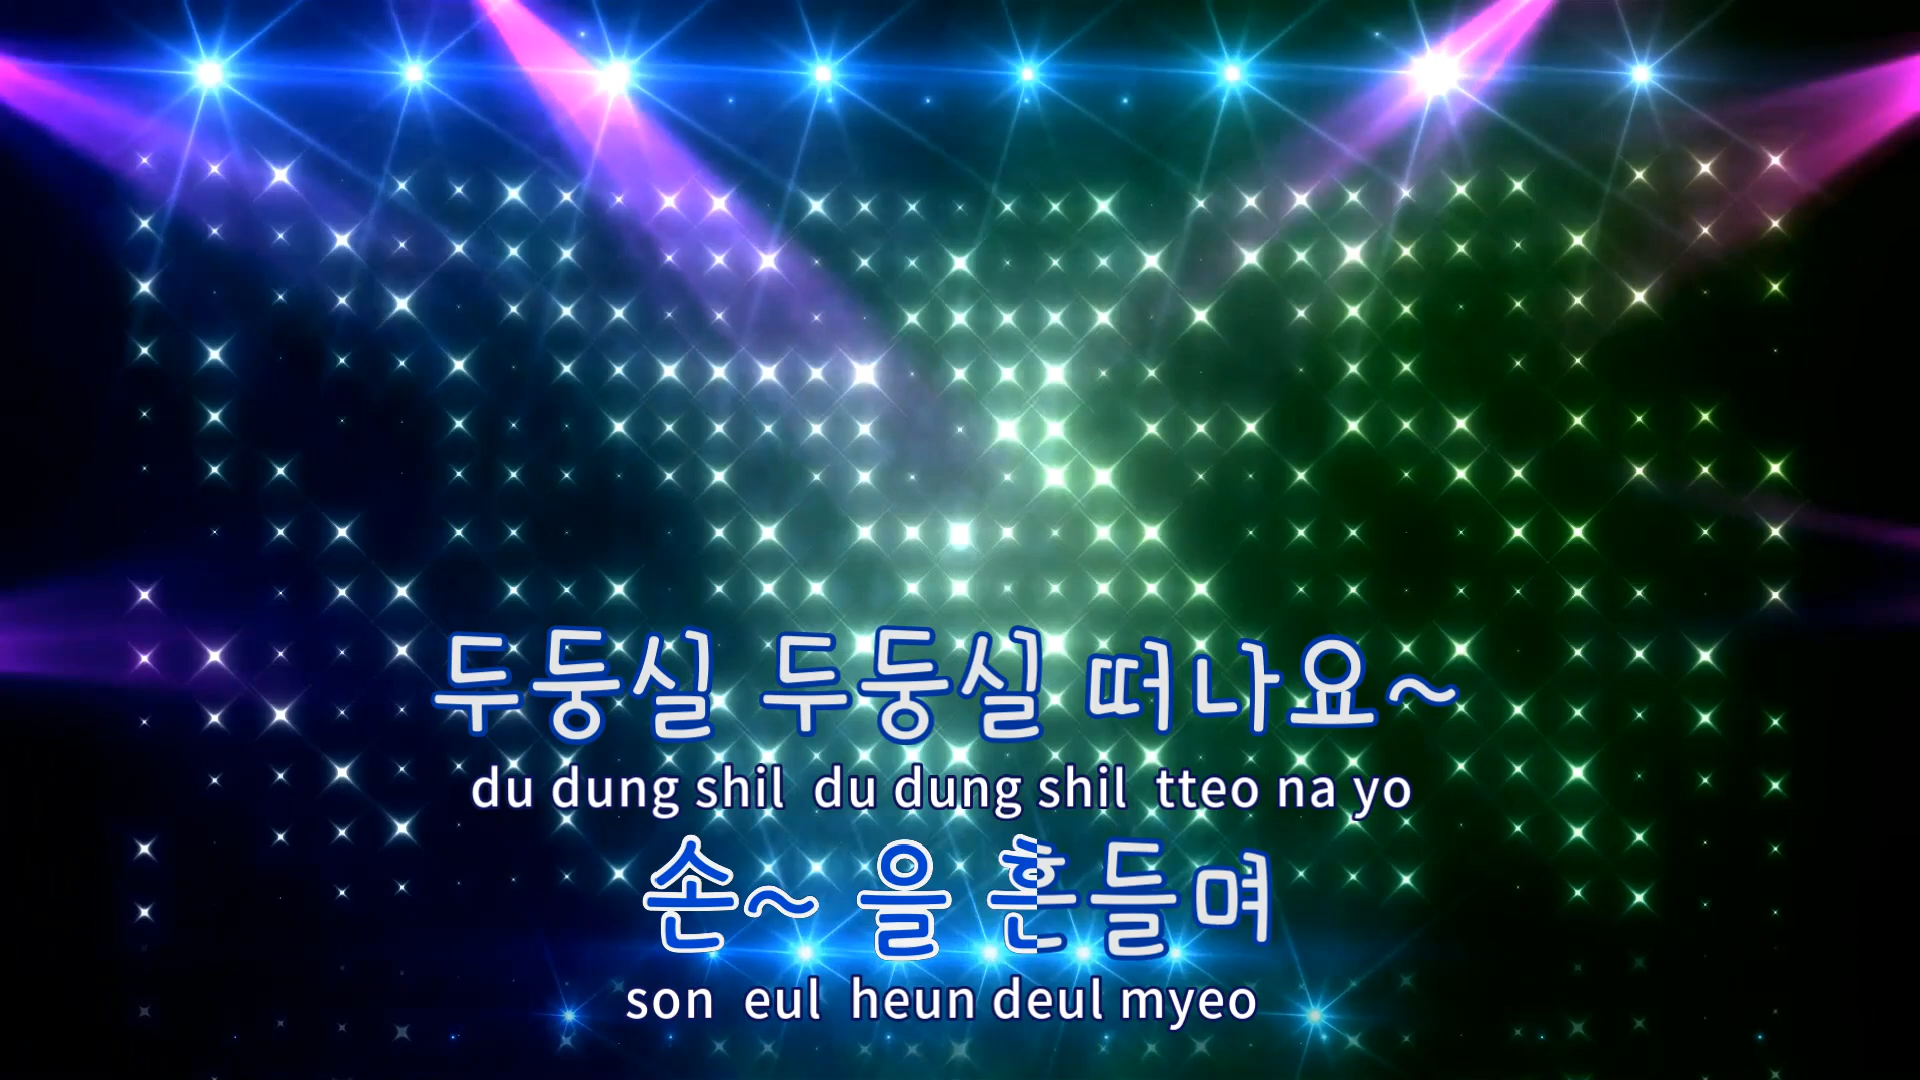 두둥실 두둥실 떠나요~
du dung shil du dung shil tteo na yo
손~ 을 흔들며
son eul heun deul myeo